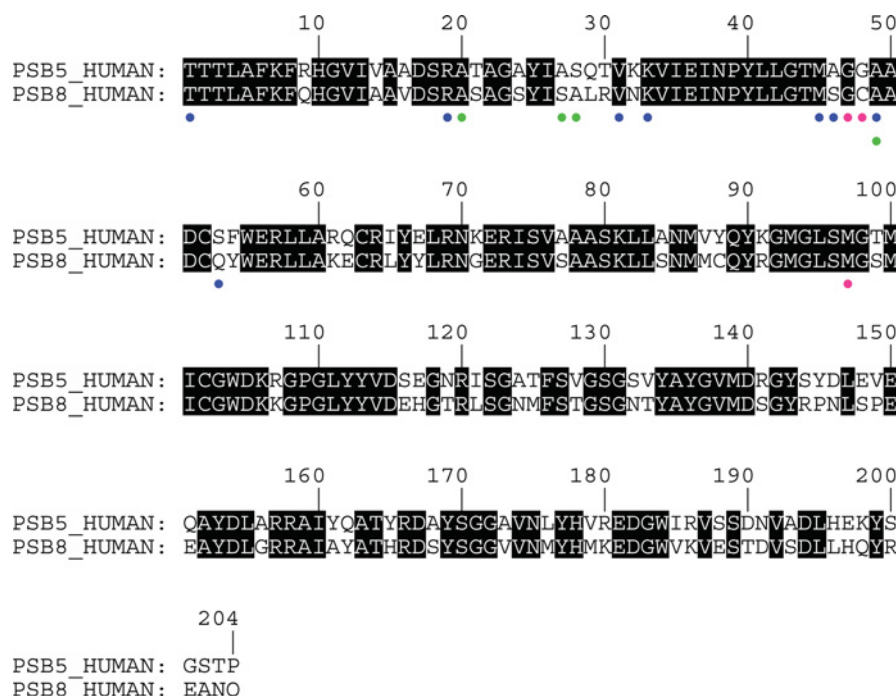 10 20 30 40 50
PSB5_HUMAN: TTTLAFKFRHGVIVAADSRATAGAYIASQTVKKVIEINPYLLGTMAGGAA
PSB8_HUMAN: TTTLAFKFQHGVIAAVDSRASAGSYISALRVNKVIEINPYLLGTMSGCAA
60 70 80 90 100
PSB5_HUMAN: DCSFWERLLARQCRIYELRNKERISVAAASKLLANMVYQYKGMGLSMGTM
PSB8_HUMAN: DCQYWERLLAKECRLYYLRNGERISVSAASKLLSNMMCQYRGMGLSMGSM
110 120 130 140 150
PSB5_HUMAN: ICGWDKRGPGLYYVDSEGNRISGATFSVGSGSVYAYGVMDRGYSYDLEVE
PSB8_HUMAN: ICGWDKKGPGLYYVDEHGTRLSGNMFSTGSGNTYAYGVMDSGYRPNLSPE
160 170 180 190 200
PSB5_HUMAN: QAYDLARRAIYQATYRDAYSGGAVNLYHVREDGWIRVSSDNVADLHEKYS
PSB8_HUMAN: EAYDLGRRAIAYATHRDSYSGGVVNMYHMKEDGWVKVESTDVSDLLHQYR
204
PSB5_HUMAN: GSTP
PSB8_HUMAN: EANQ